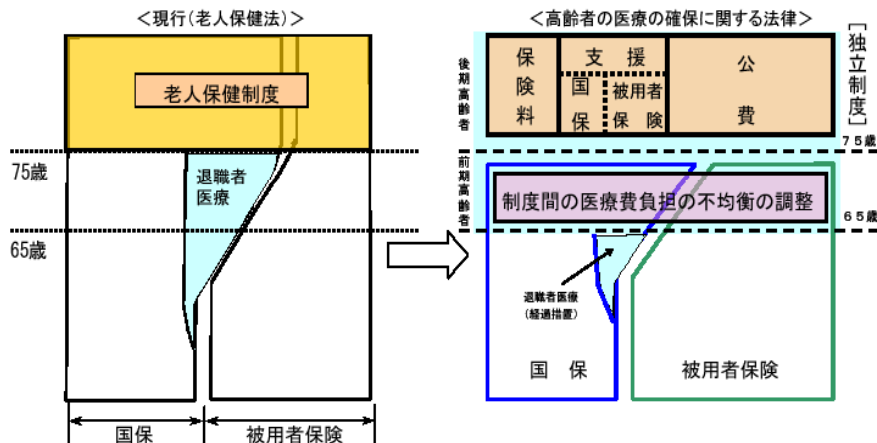 ＜現行（老人保健法）＞
老人保健制度
75歳
退職者
医療
65歳
国保
被用者保険
＜高齢者の医療の確保に関する法律＞
後期高齢者
保険料
支援
国保
被用者
保険
公費
［独立制度］
７５歳
前期高齢者
制度間の医療費負担の不均衡の調整
６５歳
退職者医療
（経過措置）
国　保
被用者保険